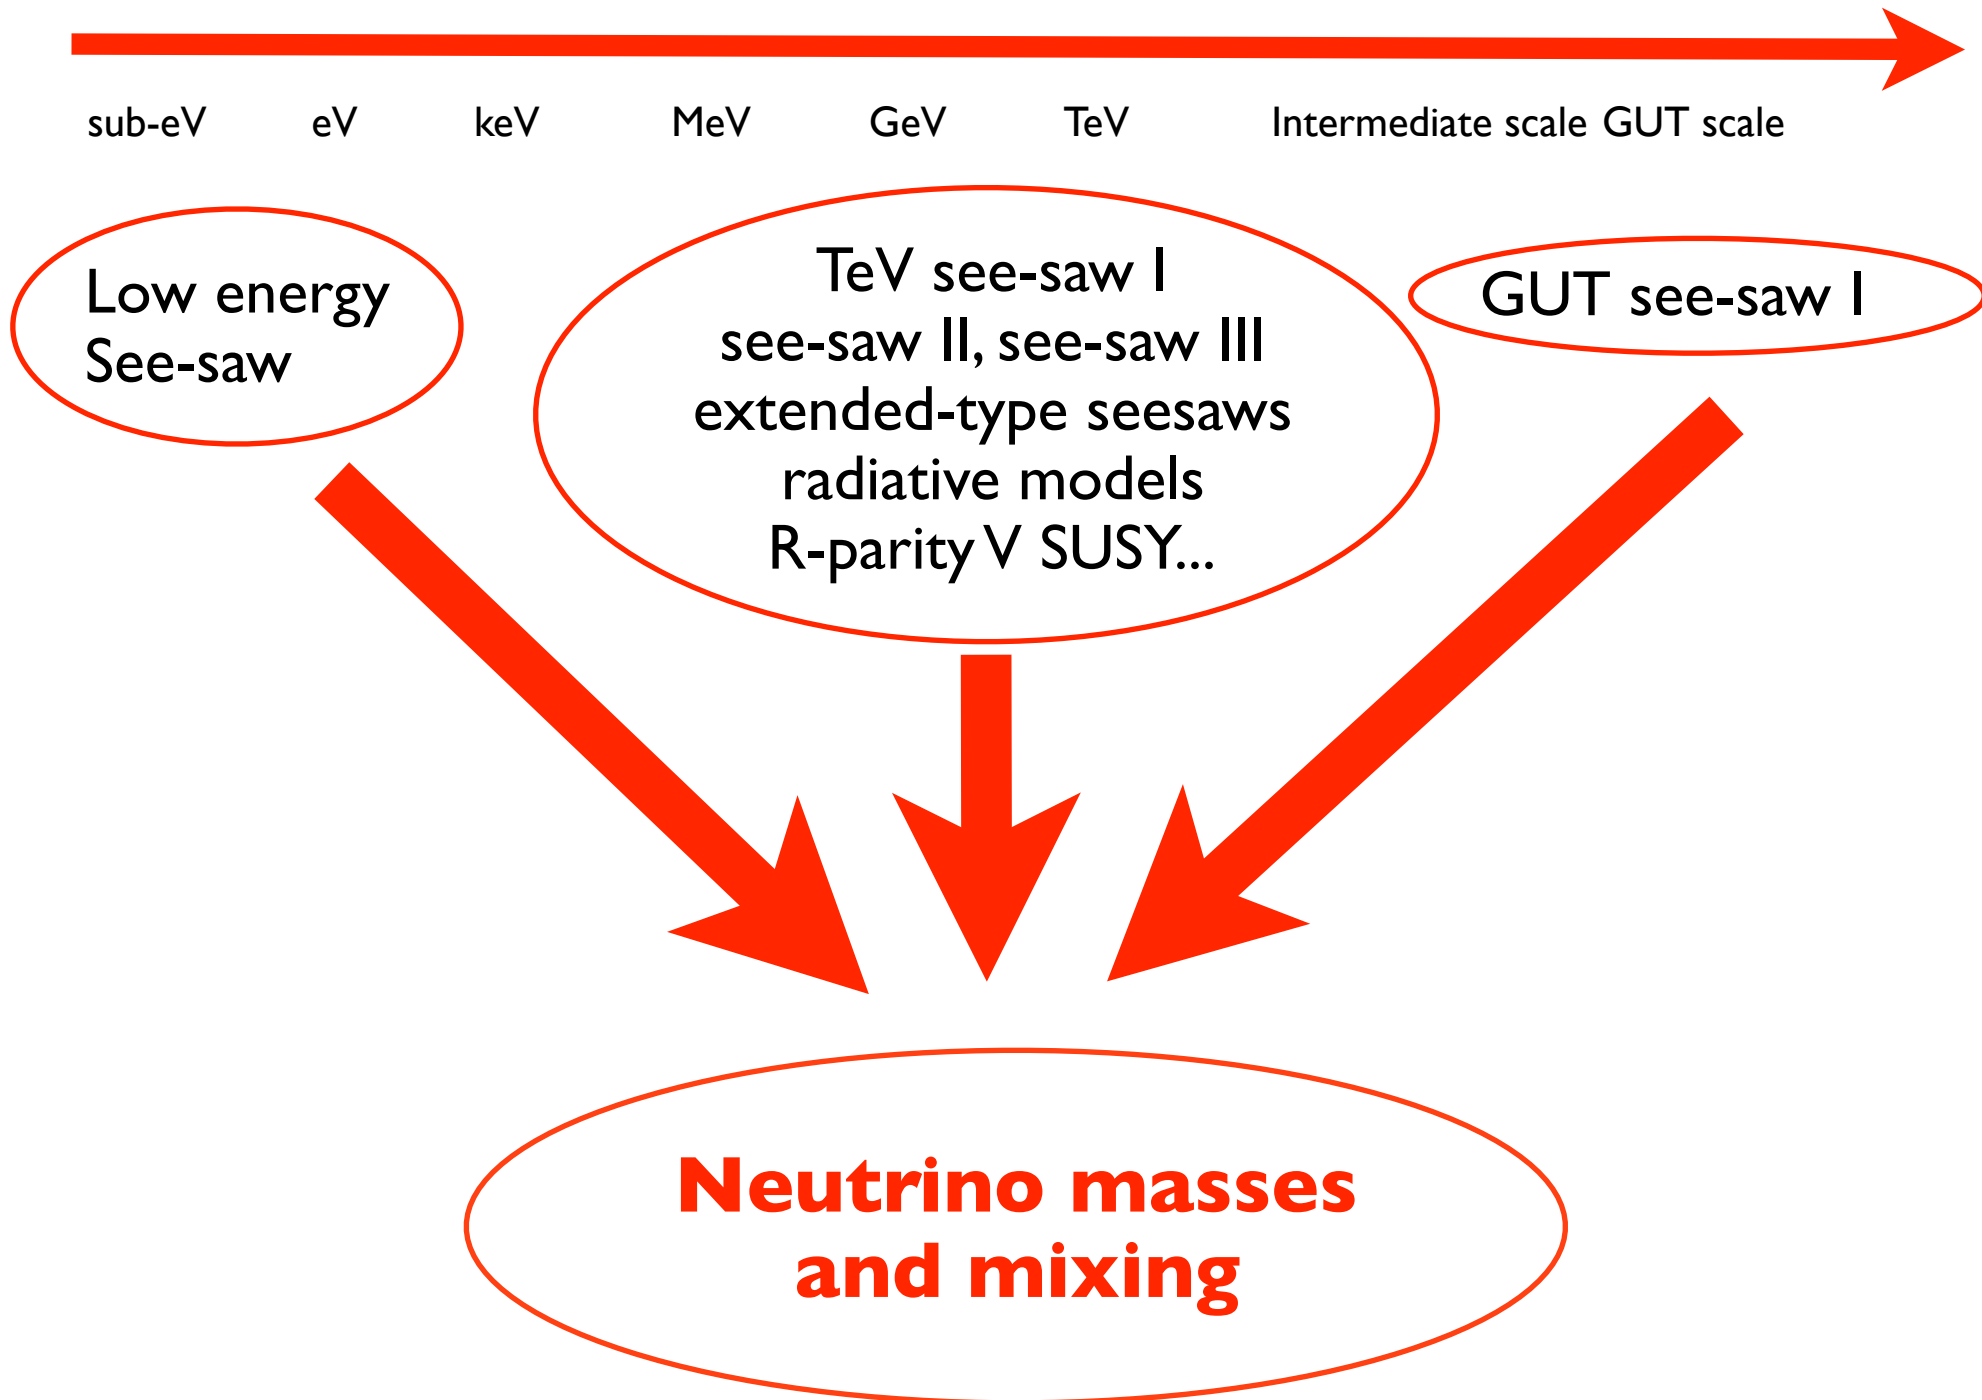 sub-eV eV keV MeV GeV TeV Intermediate scale GUT scale
Low energy
See-saw
TeV see-saw I
see-saw II, see-saw III
extended-type seesaws
radiative models
R-parity V SUSY...
GUT see-saw I
Neutrino masses
and mixing